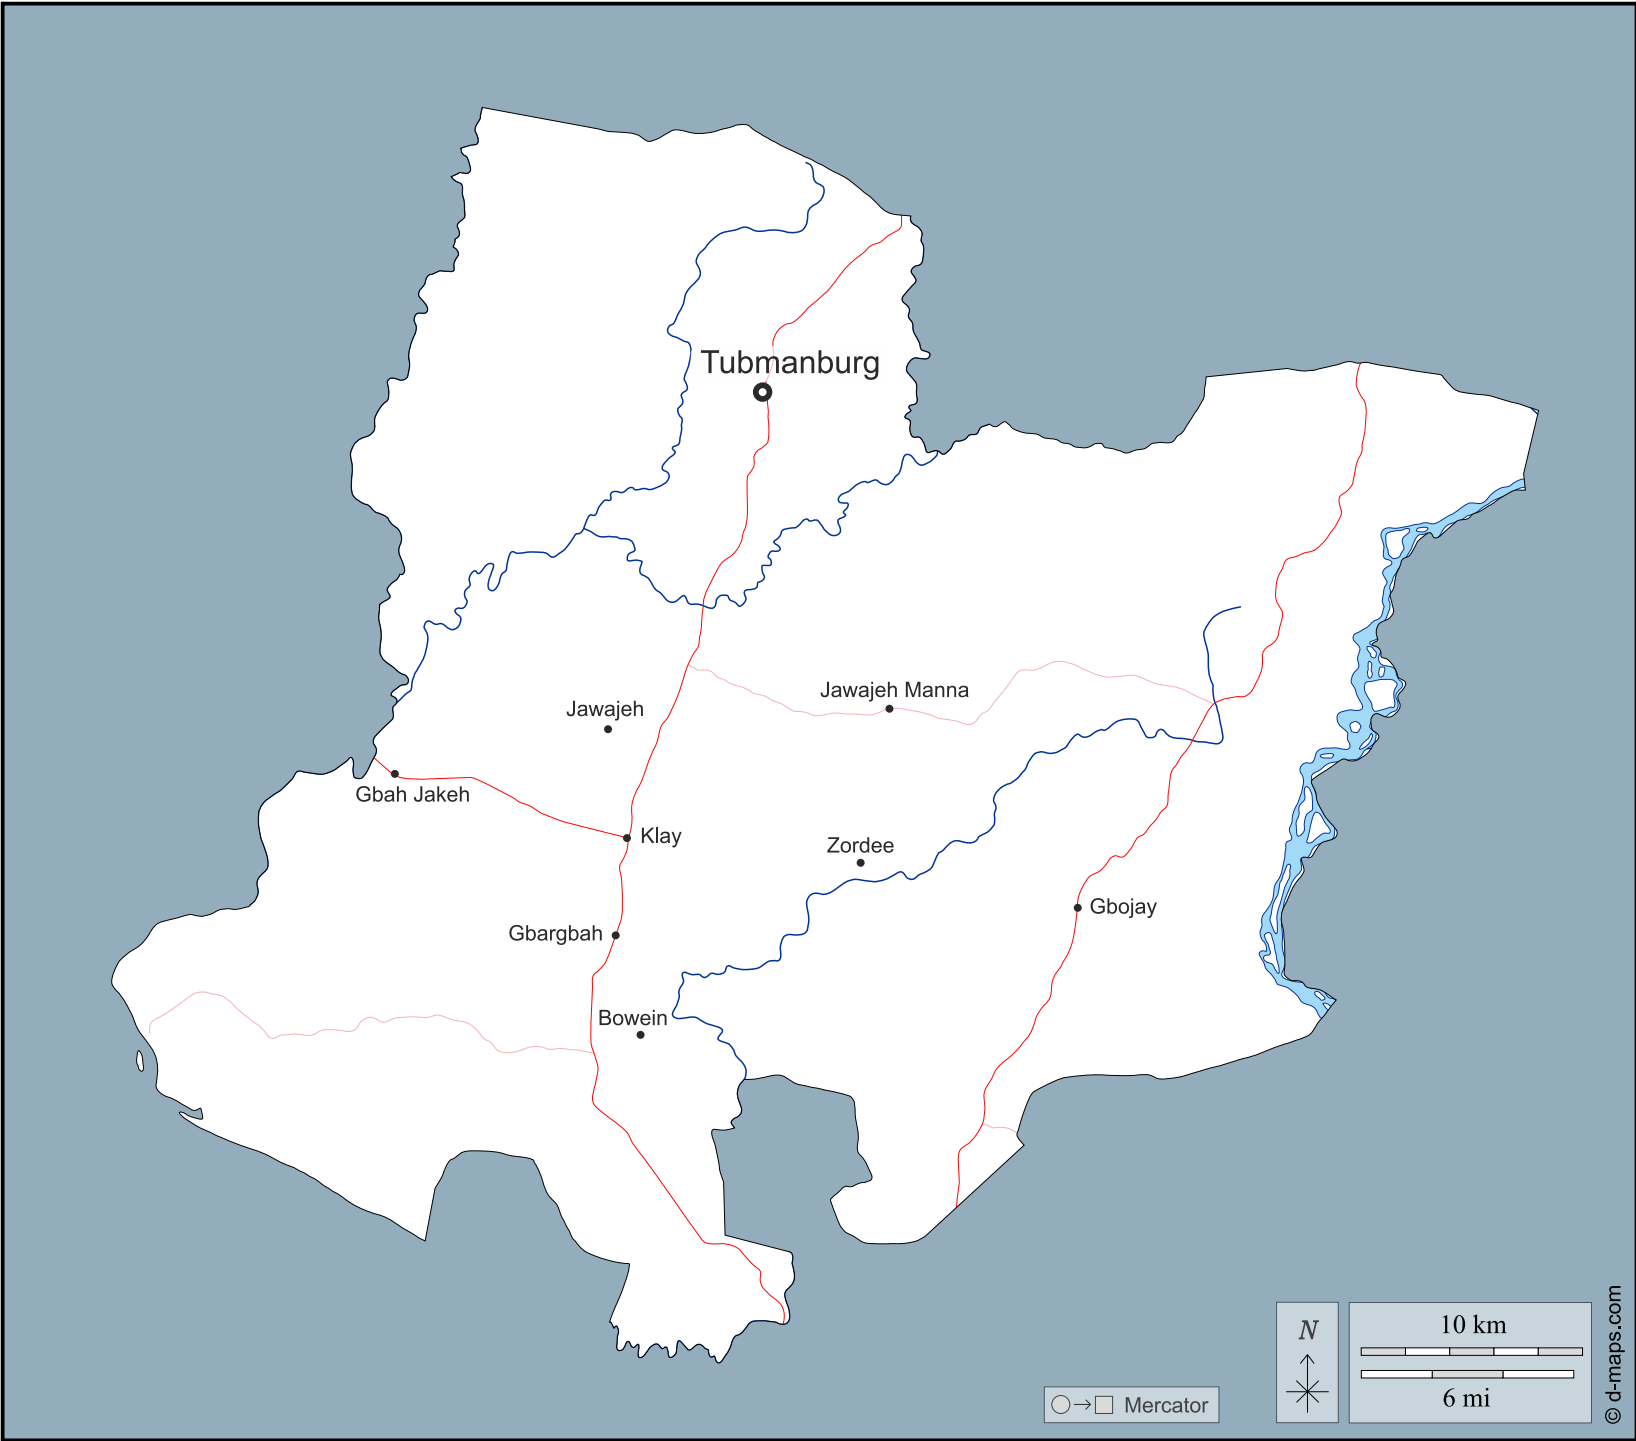 Tubmanburg
Jawajeh Manna
Jawajeh
Gbah Jakeh
Klay
Zordee
Gbojay
Gbargbah
Bowein
N
10 km
6 mi
Mercator
© d-maps.com